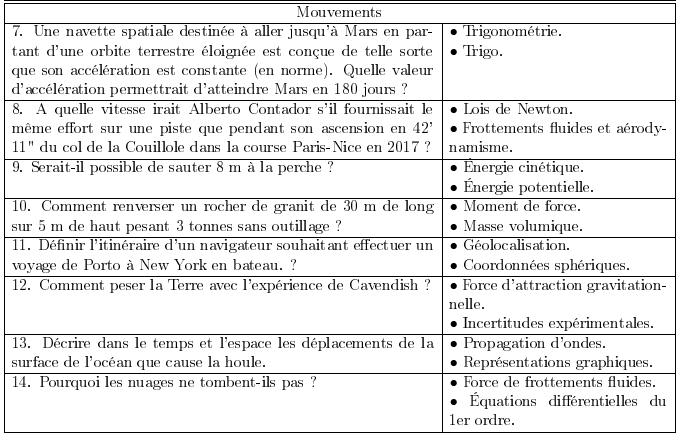 Mouvements
7. Une navette spatiale destinée à aller jusqu'à Mars en par-
tant d'une orbite terrestre éloignée est conçue de telle sorte
que son accélération est constante (en norme). Quelle valeur
d'accélération permettrait d'atteindre Mars en 180 jours ?
• Trigonométrie.
• Trigo.
8. A quelle vitesse irait Alberto Contador s'il fournissait le
même effort sur une piste que pendant son ascension en 42'
11" du col de la Couillole dans la course Paris-Nice en 2017 ?
• Lois de Newton.
• Frottements fluides et aérody-
namisme.
9. Serait-il possible de sauter 8 m à la perche ?
• Énergie cinétique.
• Énergie potentielle.
10. Comment renverser un rocher de granit de 30 m de long
sur 5 m de haut pesant 3 tonnes sans outillage ?
• Moment de force.
• Masse volumique.
11. Définir l'itinéraire d'un navigateur souhaitant effectuer un
voyage de Porto à New York en bateau. ?
• Géolocalisation.
• Coordonnées sphériques.
12. Comment peser la Terre avec l'expérience de Cavendish ?
• Force d'attraction gravitation-
nelle.
• Incertitudes expérimentales.
13. Décrire dans le temps et l'espace les déplacements de la
surface de l'océan que cause la houle.
• Propagation d'ondes.
• Représentations graphiques.
14. Pourquoi les nuages ne tombent-ils pas ?
• Force de frottements fluides.
• Équations différentielles du
1er ordre.